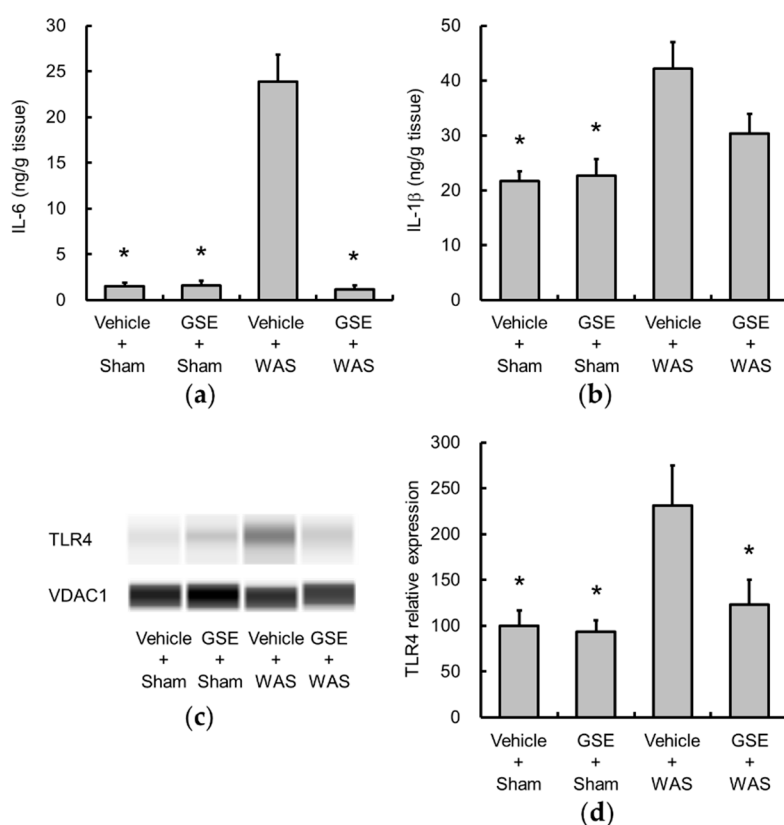 30
25
20
15
10
5
0
IL-6 (ng/g tissue)
*
*
*
Vehicle
+
Sham
GSE
+
Sham
Vehicle
+
WAS
GSE
+
WAS
(a)
50
40
30
20
10
0
IL-1β (ng/g tissue)
*
*
Vehicle
+
Sham
GSE
+
Sham
Vehicle
+
WAS
GSE
+
WAS
(b)
TLR4
VDAC1
Vehicle
+
Sham
GSE
+
Sham
Vehicle
+
WAS
GSE
+
WAS
(c)
300
250
200
150
100
50
0
TLR4 relative expression
*
*
*
Vehicle
+
Sham
GSE
+
Sham
Vehicle
+
WAS
GSE
+
WAS
(d)